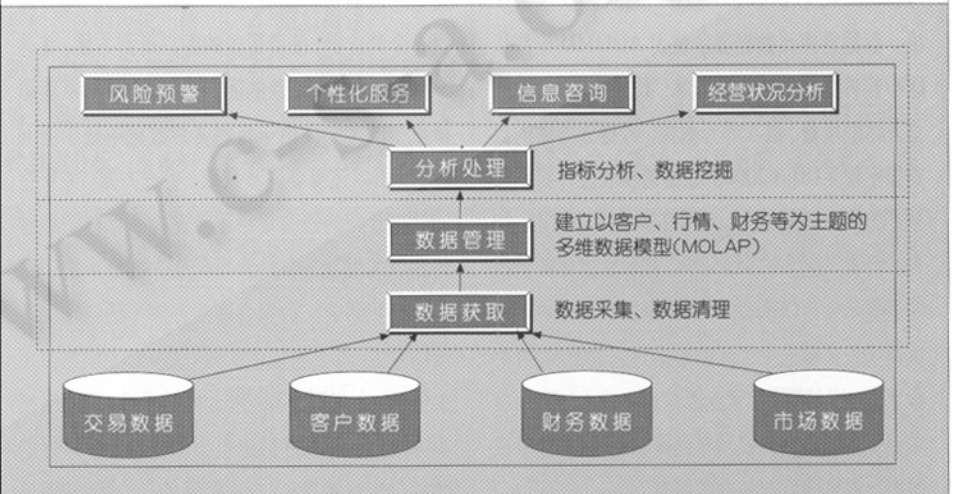 风险预警 个性化服务 信息咨询 经营状况分析
分析处理 指标分析、数据挖掘
数据管理 建立以客户、行情、财务等为主题的
多维数据模型(MOLAP)
数据获取 数据采集、数据清理
交易数据 客户数据 财务数据 市场数据